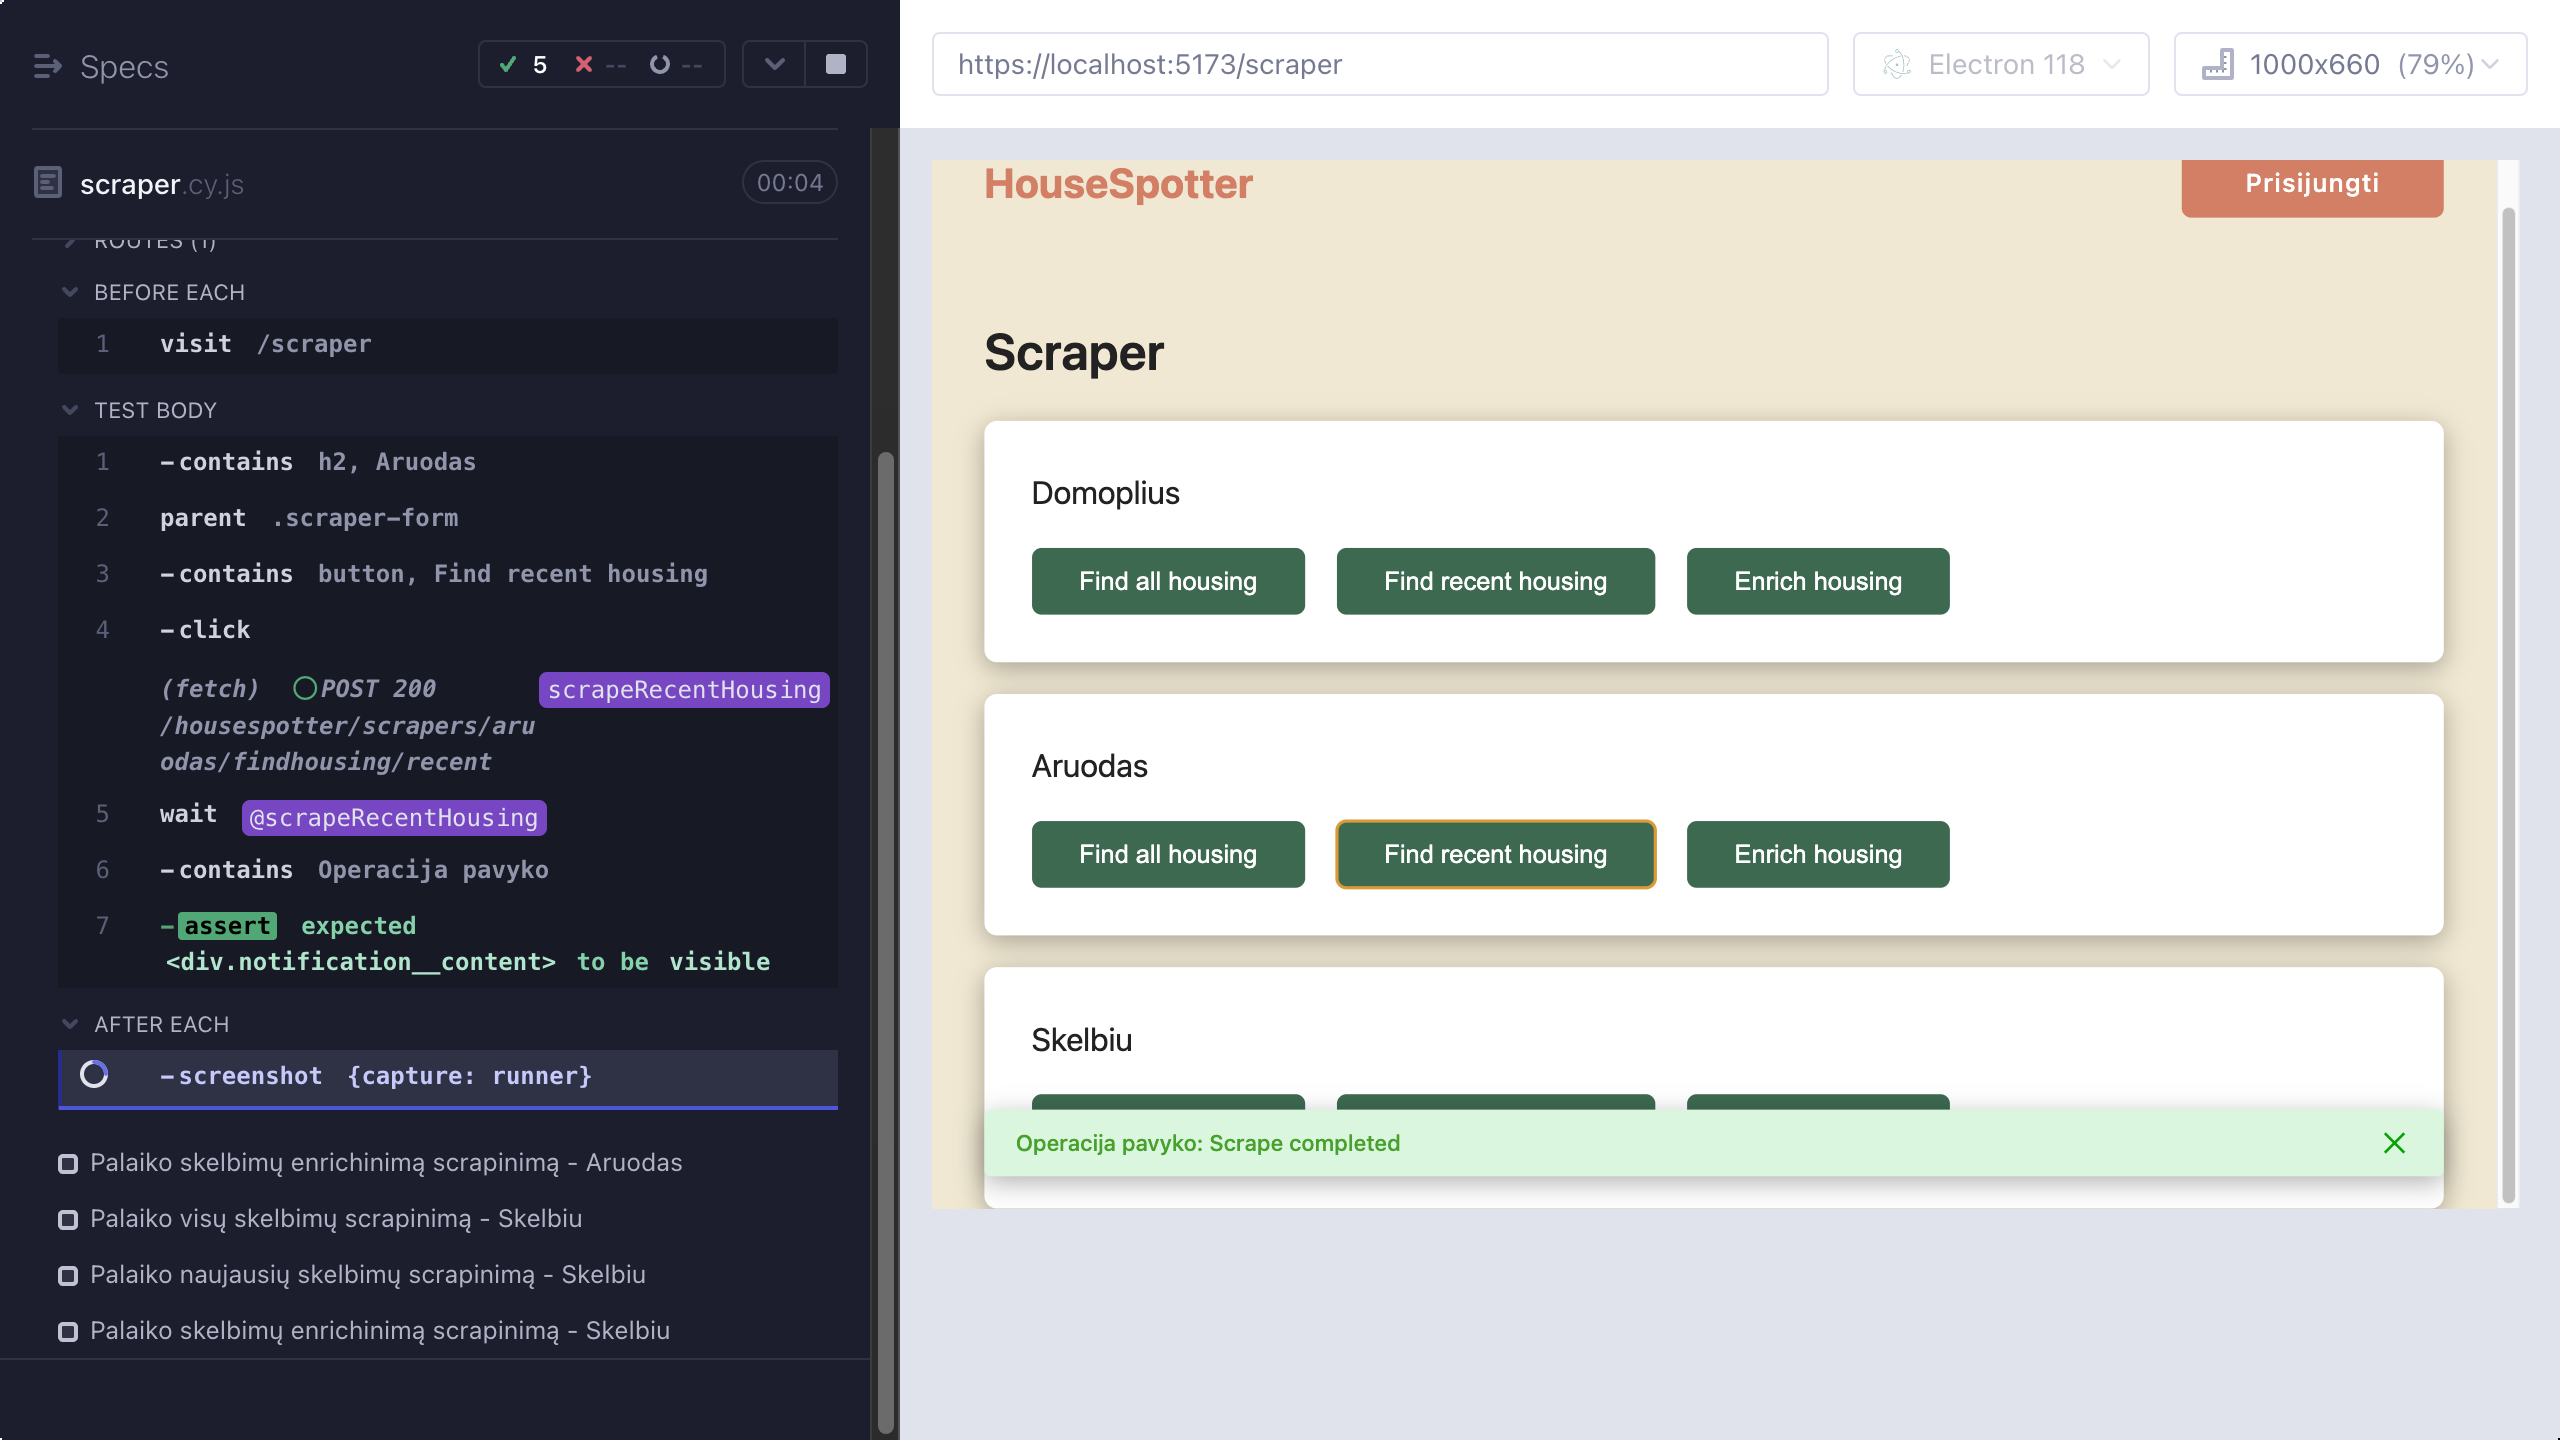 Specs
5
--
--
scraper.cy.js
00:04
ROUTES (1)
BEFORE EACH
1 visit /scraper
TEST BODY
1 -contains h2, Aruodas
2 parent .scraper-form
3 -contains button, Find recent housing
4 -click
(fetch) POST 200 scrapeRecentHousing
/housespotter/scrapers/aru
odas/findhousing/recent
5 wait @scrapeRecentHousing
6 -contains Operacija pavyko
7 -assert expected
<div.notification__content> to be visible
AFTER EACH
-screenshot {capture: runner}
Palaiko skelbimų enrichinimą scrapinimą - Aruodas
Palaiko visų skelbimų scrapinimą - Skelbiu
Palaiko naujausių skelbimų scrapinimą - Skelbiu
Palaiko skelbimų enrichinimą scrapinimą - Skelbiu
https://localhost:5173/scraper
Electron 118
1000x660 (79%)
HouseSpotter
Prisijungti
Scraper
Domoplius
Find all housing Find recent housing Enrich housing
Aruodas
Find all housing Find recent housing Enrich housing
Skelbiu
Operacija pavyko: Scrape completed